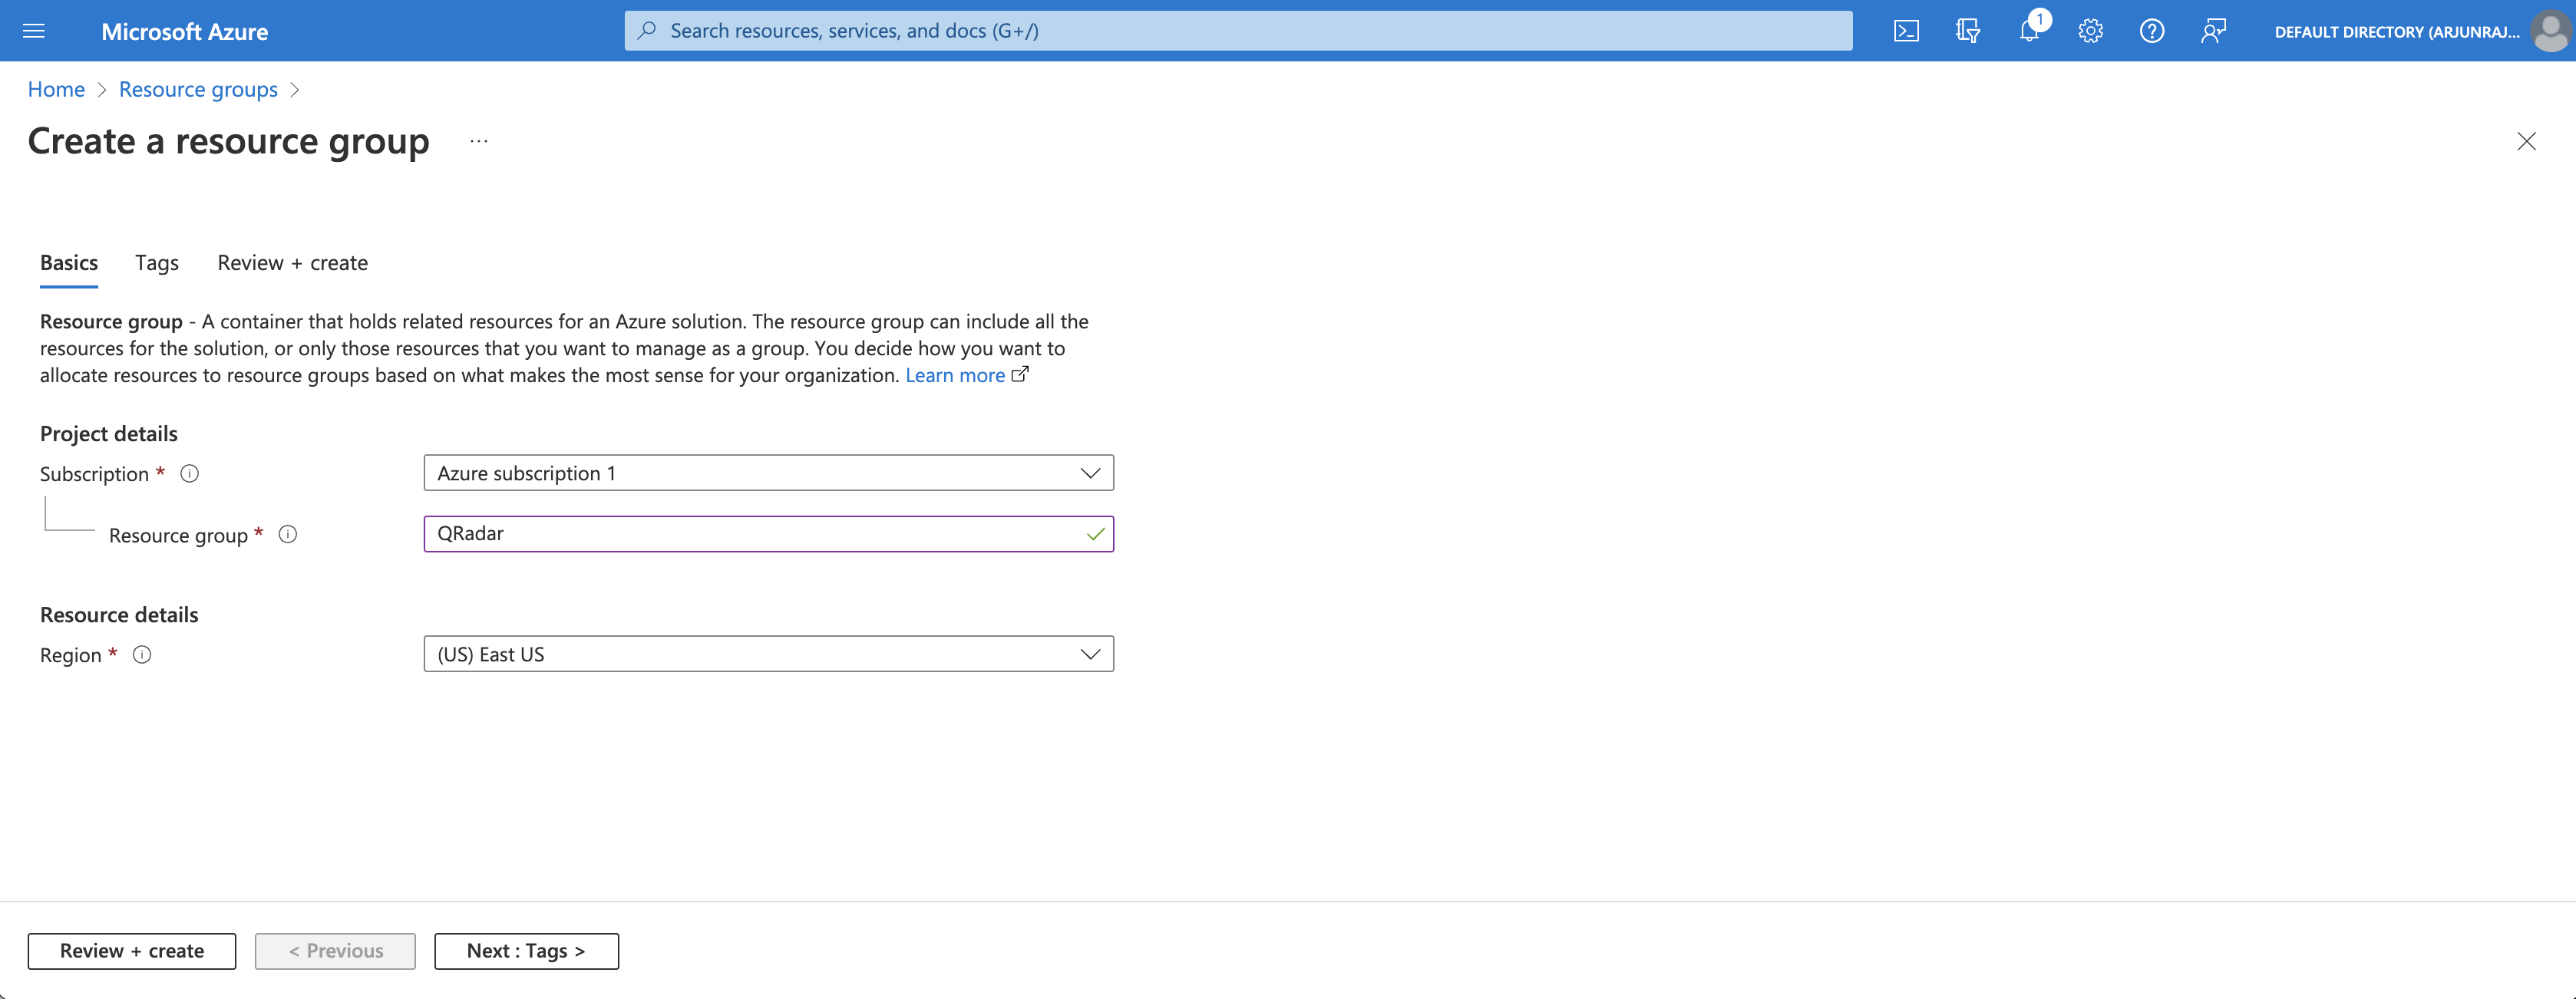 Microsoft Azure
Search resources, services, and docs (G+/)
1
DEFAULT DIRECTORY (ARJUNRAJ...
Home > Resource groups >
Create a resource group ...
Basics Tags Review + create
Resource group - A container that holds related resources for an Azure solution. The resource group can include all the
resources for the solution, or only those resources that you want to manage as a group. You decide how you want to
allocate resources to resource groups based on what makes the most sense for your organization. Learn more
Project details
Subscription * Azure subscription 1
Resource group * QRadar
Resource details
Region * (US) East US
Review + create < Previous Next : Tags >